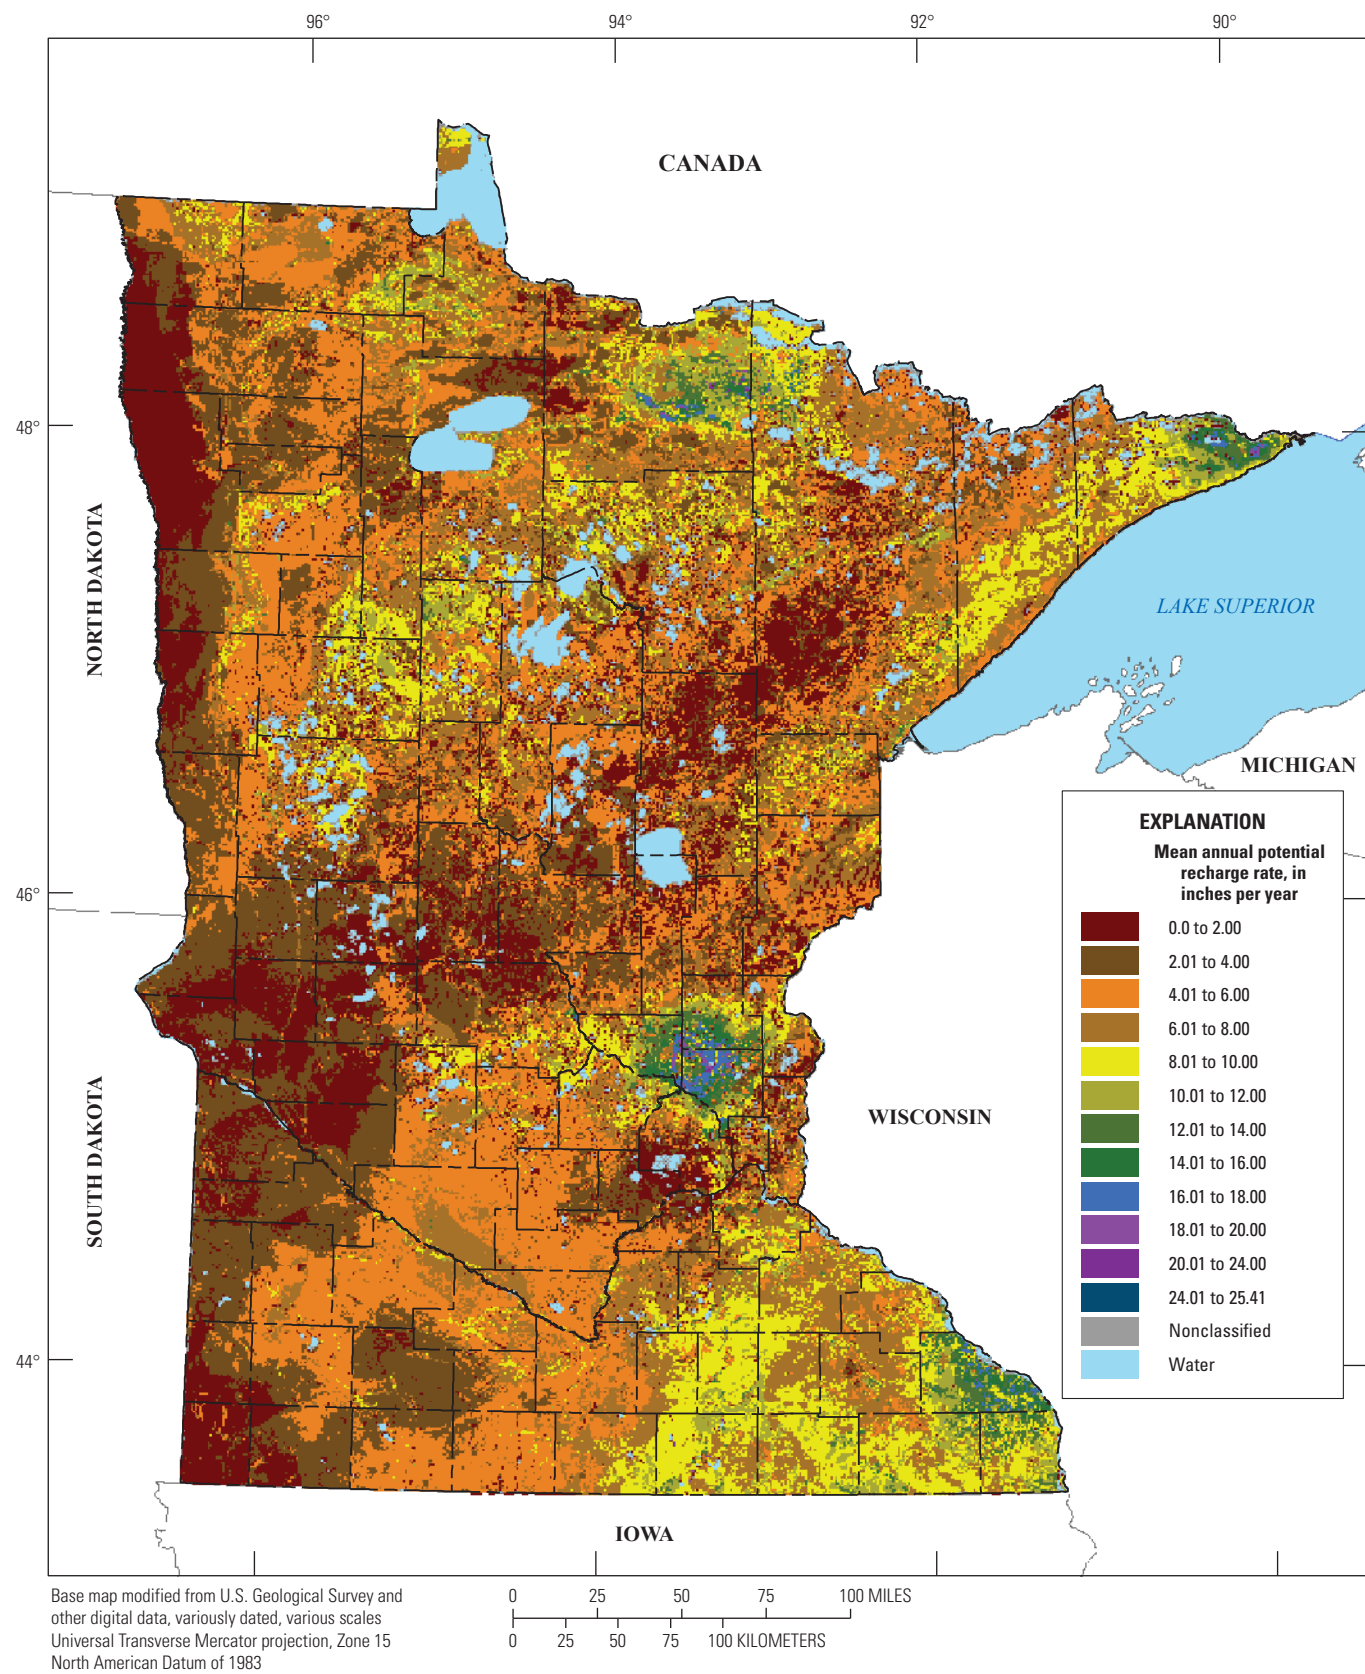 96°
94°
92°
90°
CANADA
48°
NORTH DAKOTA
LAKE SUPERIOR
MICHIGAN
EXPLANATION
Mean annual potential
recharge rate, in
inches per year
0.0 to 2.00
2.01 to 4.00
4.01 to 6.00
6.01 to 8.00
8.01 to 10.00
10.01 to 12.00
12.01 to 14.00
14.01 to 16.00
16.01 to 18.00
18.01 to 20.00
20.01 to 24.00
24.01 to 25.41
Nonclassified
Water
46°
WISCONSIN
SOUTH DAKOTA
44°
IOWA
Base map modified from U.S. Geological Survey and
other digital data, variously dated, various scales
Universal Transverse Mercator projection, Zone 15
North American Datum of 1983
0 25 50 75 100 MILES
0 25 50 75 100 KILOMETERS